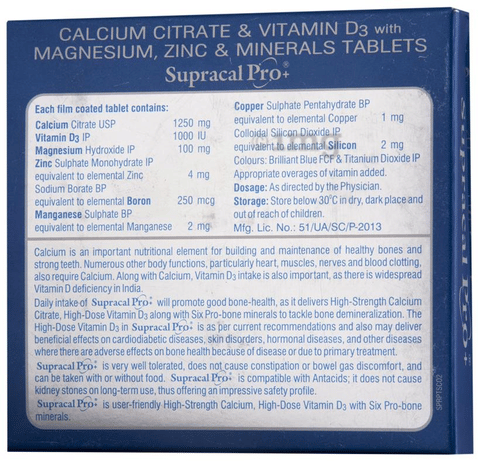 CALCIUM CITRATE & VITAMIN D3 with
MAGNESIUM, ZINC & MINERALS TABLETS
Supracal Pro+
Each film coated tablet contains:
Calcium Citrate USP 1250 mg
Vitamin D3 IP 1000 IU
Magnesium Hydroxide IP 100 mg
Zinc Sulphate Monohydrate IP
equivalent to elemental Zinc 4 mg
Sodium Borate BP
equivalent to elemental Boron 250 mcg
Manganese Sulphate BP
equivalent to elemental Manganese 2 mg
Copper Sulphate Pentahydrate BP
equivalent to elemental Copper 1 mg
Colloidal Silicon Dioxide IP
equivalent to elemental Silicon 2 mg
Colours: Brilliant Blue FCF & Titanium Dioxide IP
Appropriate overages of vitamin added.
Dosage: As directed by the Physician.
Storage: Store below 30°C in dry, dark place and
out of reach of children.
Mfg. Lic. No.: 51/UA/SC/P-2013
Calcium is an important nutritional element for building and maintenance of healthy bones and
strong teeth. Numerous other body functions, particularly heart, muscles, nerves and blood clotting,
also require Calcium. Along with Calcium, Vitamin D3 intake is also important, as there is widespread
Vitamin D deficiency in India.
Daily intake of Supracal Pro+ will promote good bone-health, as it delivers High-Strength Calcium
Citrate, High-Dose Vitamin D3 along with Six Pro-bone minerals to tackle bone demineralization. The
High-Dose Vitamin D3 in Supracal Pro+ is as per current recommendations and also may deliver
beneficial effects on cardiodiabetic diseases, skin disorders, hormonal diseases, and other diseases
where there are adverse effects on bone health because of disease or due to primary treatment.
Supracal Pro+ is very well tolerated, does not cause constipation or bowel gas discomfort, and
can be taken with or without food. Supracal Pro+ is compatible with Antacids; it does not cause
kidney stones on long-term use, thus offering an impressive safety profile.
Supracal Pro+ is user-friendly High-Strength Calcium, High-Dose Vitamin D3 with Six Pro-bone
minerals.
SPRPTSC02
Supracal Pro+
1mg